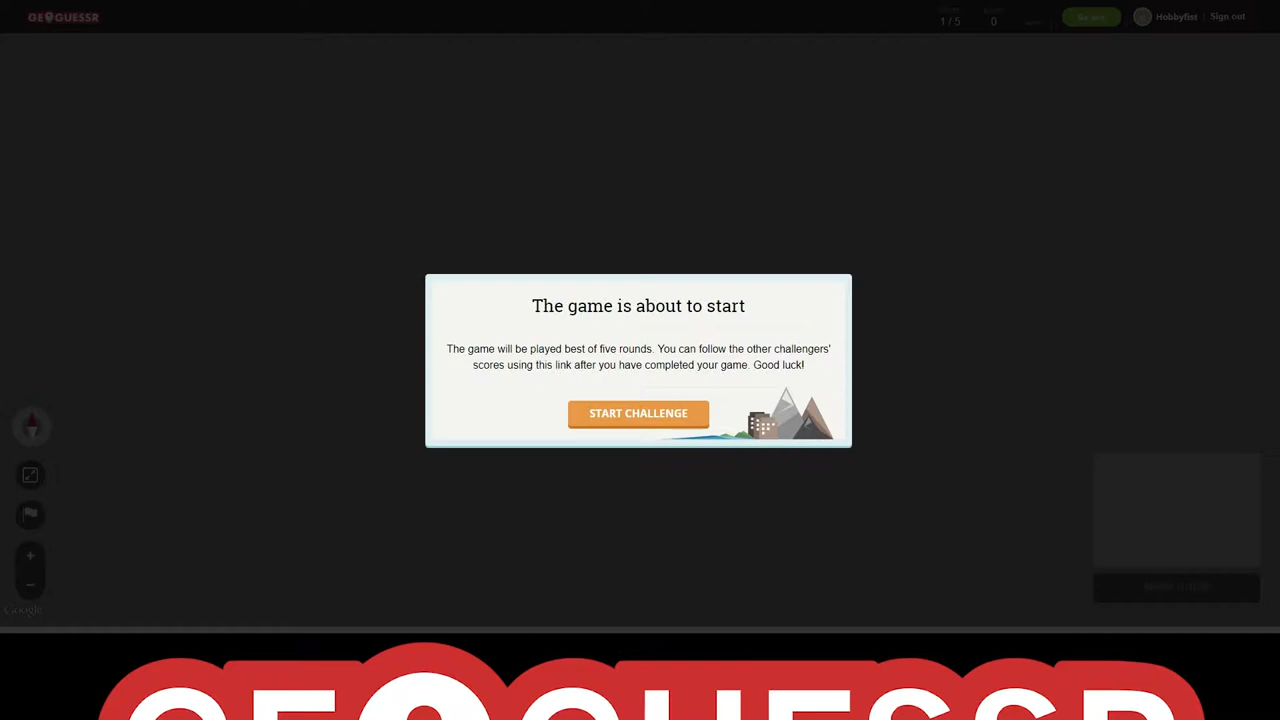 GEOGUESSR
1 / 5
0
Hobbyfist | Sign out
The game is about to start
The game will be played best of five rounds. You can follow the other challengers'
scores using this link after you have completed your game. Good luck!
START CHALLENGE
+
−
Google
GEOGUESSR